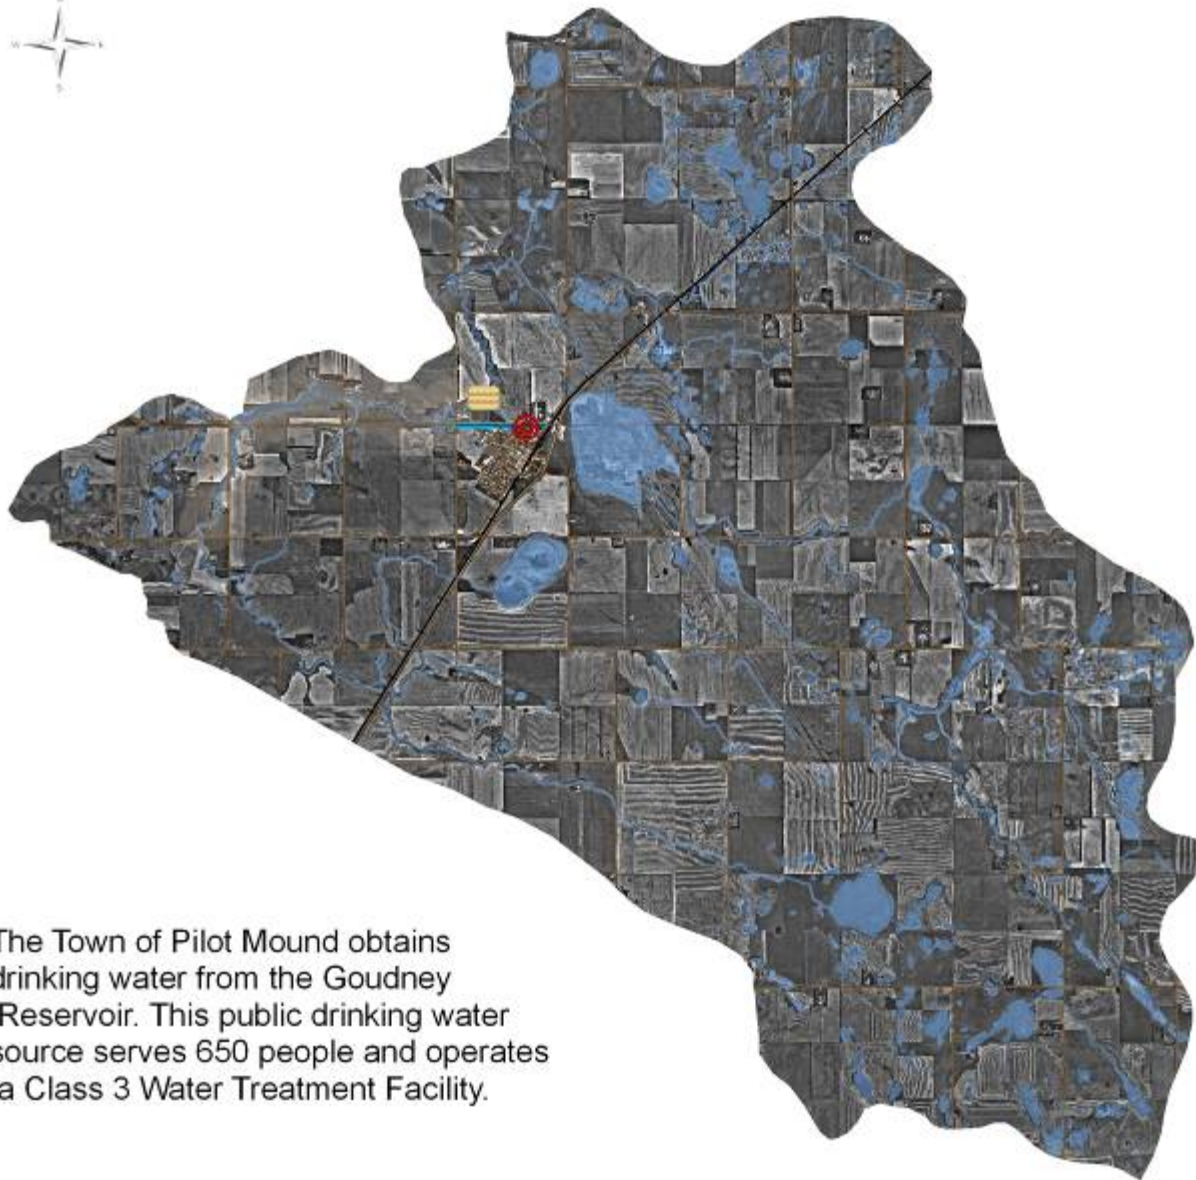 W
The Town of Pilot Mound obtains
drinking water from the Goudney
Reservoir. This public drinking water
source serves 650 people and operates
a Class 3 Water Treatment Facility.